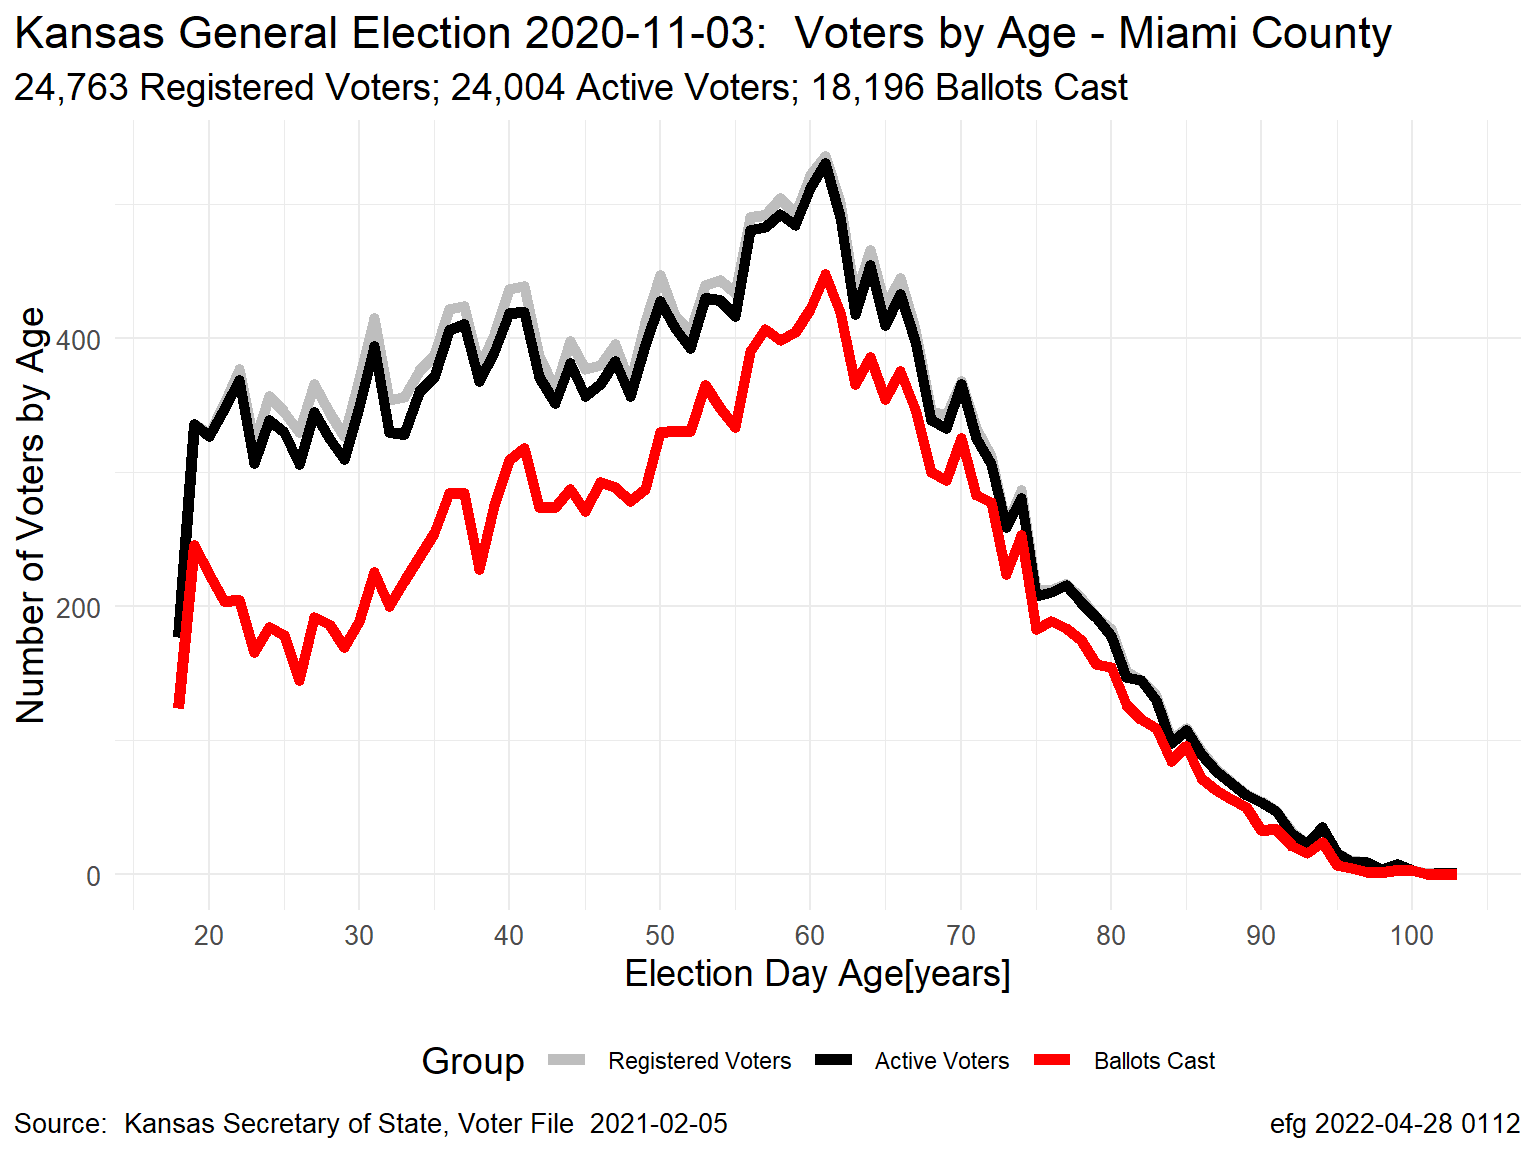 Kansas General Election 2020-11-03:  Voters by Age - Miami County
24,763 Registered Voters; 24,004 Active Voters; 18,196 Ballots Cast
Number of Voters by Age
400
200
0
20 30 40 50 60 70 80 90 100
Election Day Age[years]
Group Registered Voters Active Voters Ballots Cast
Source:  Kansas Secretary of State, Voter File  2021-02-05 efg 2022-04-28 0112